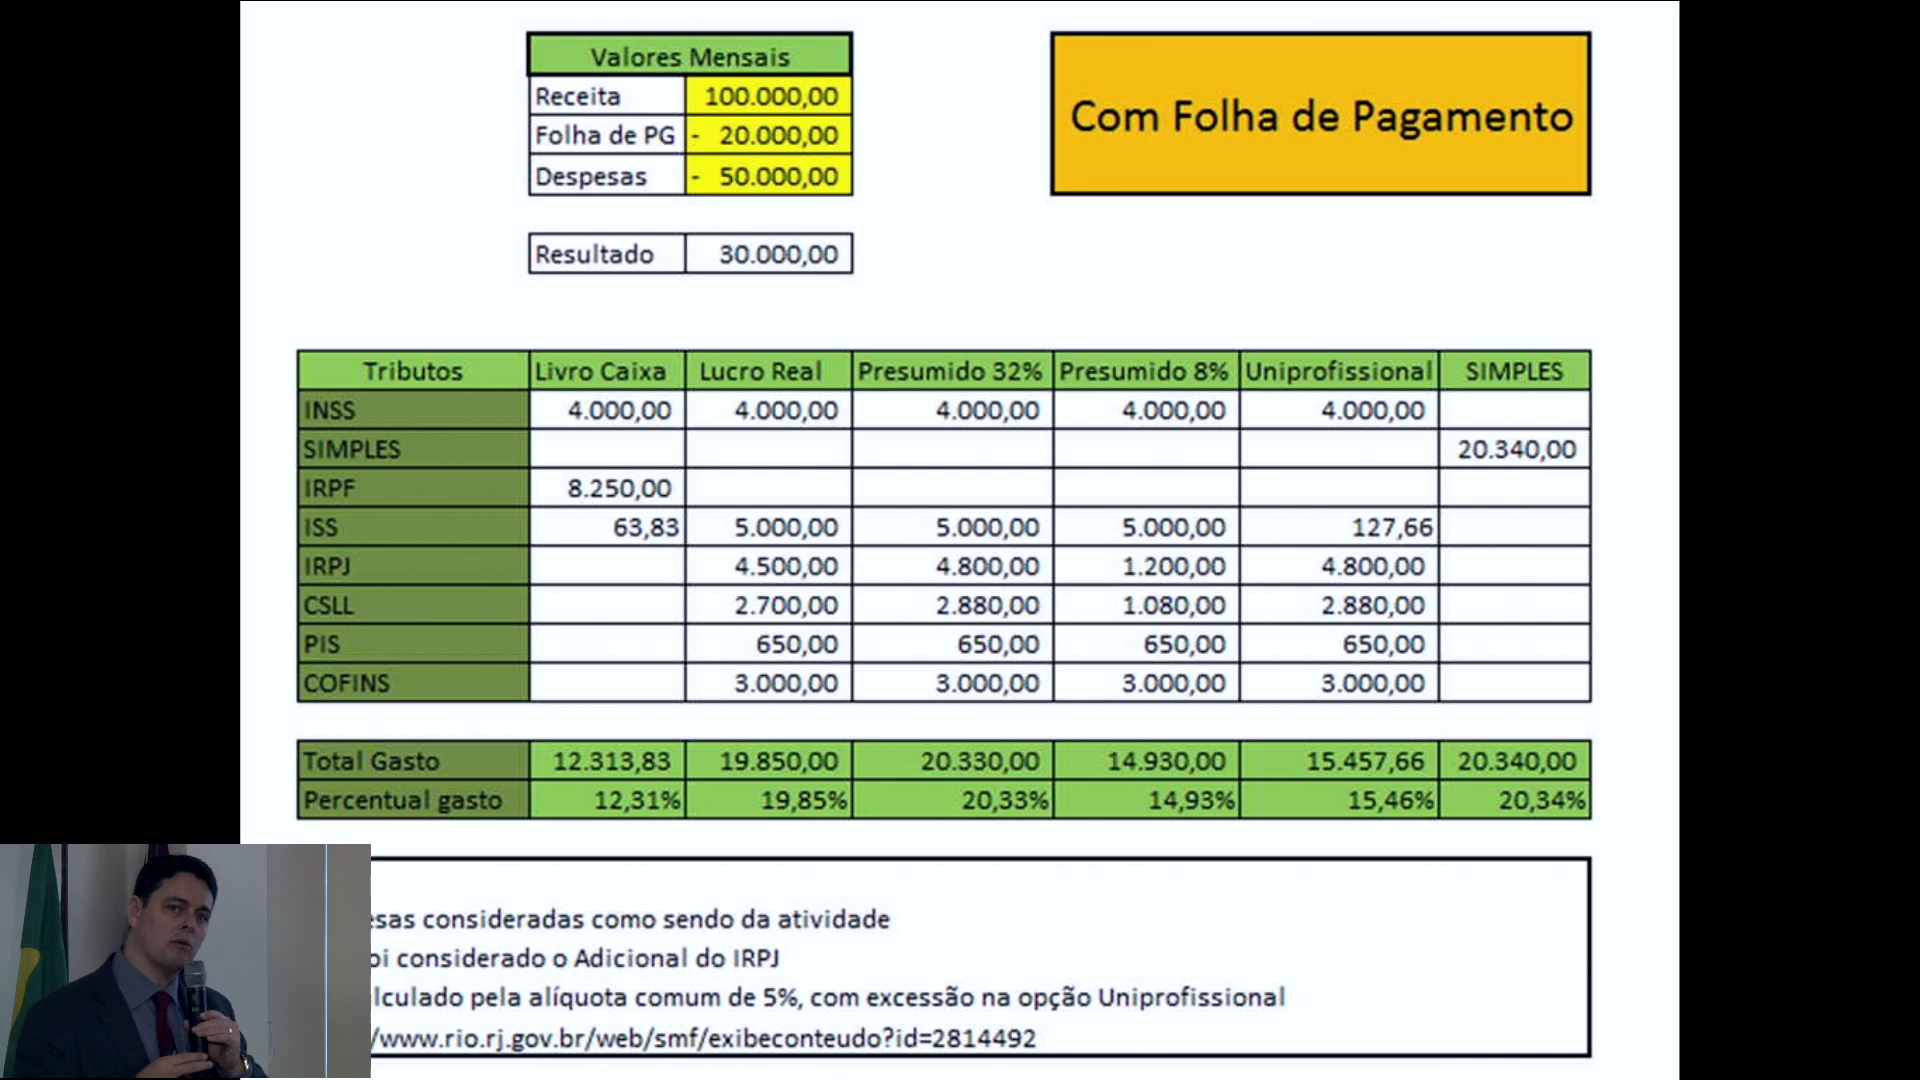 Valores Mensais
Receita 100.000,00
Folha de PG - 20.000,00
Despesas - 50.000,00
Resultado 30.000,00
Com Folha de Pagamento
Tributos Livro Caixa Lucro Real Presumido 32% Presumido 8% Uniprofissional SIMPLES
INSS 4.000,00 4.000,00 4.000,00 4.000,00 4.000,00
SIMPLES 20.340,00
IRPF 8.250,00
ISS 63,83 5.000,00 5.000,00 5.000,00 127,66
IRPJ 4.500,00 4.800,00 1.200,00 4.800,00
CSLL 2.700,00 2.880,00 1.080,00 2.880,00
PIS 650,00 650,00 650,00 650,00
COFINS 3.000,00 3.000,00 3.000,00 3.000,00
Total Gasto 12.313,83 19.850,00 20.330,00 14.930,00 15.457,66 20.340,00
Percentual gasto 12,31% 19,85% 20,33% 14,93% 15,46% 20,34%
esas consideradas como sendo da atividade
oi considerado o Adicional do IRPJ
lculado pela alíquota comum de 5%, com excessão na opção Uniprofissional
/www.rio.rj.gov.br/web/smf/exibeconteudo?id=2814492